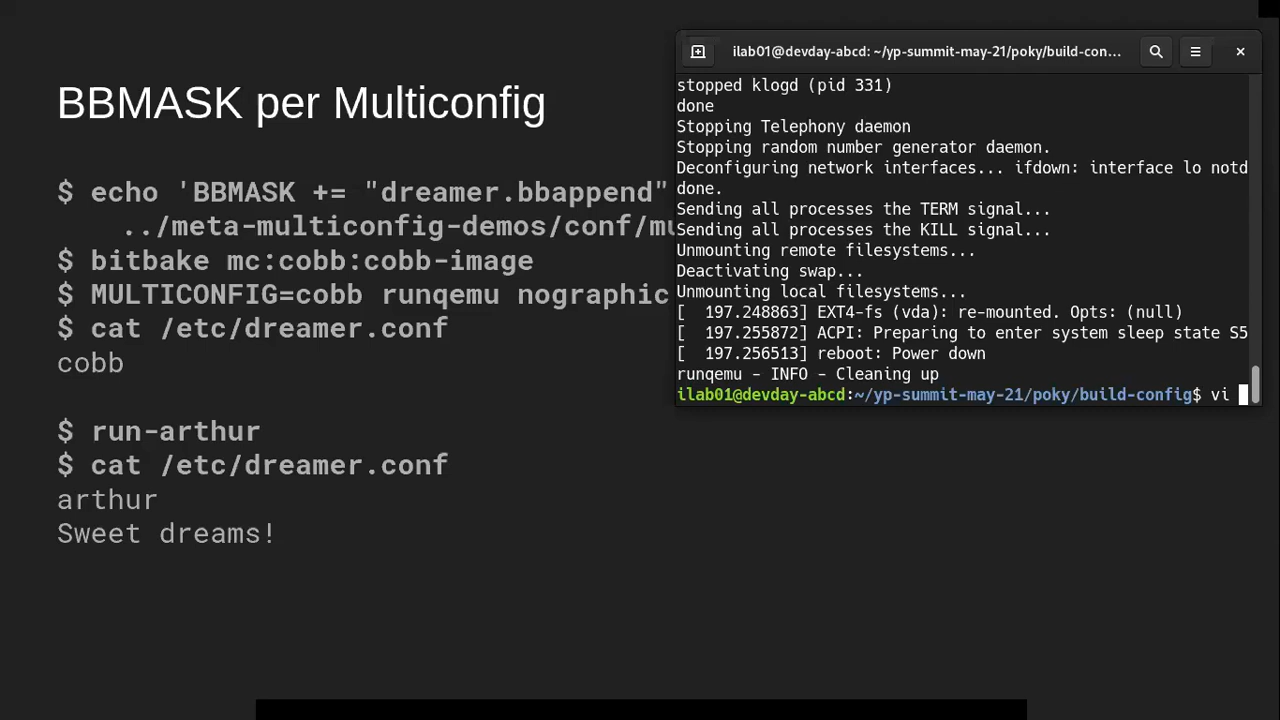 BBMASK per Multiconfig
$ echo 'BBMASK += "dreamer.bbappend"
../meta-multiconfig-demos/conf/mu
$ bitbake mc:cobb:cobb-image
$ MULTICONFIG=cobb runqemu nographic
$ cat /etc/dreamer.conf
cobb
$ run-arthur
$ cat /etc/dreamer.conf
arthur
Sweet dreams!
ilab01@devday-abcd: ~/yp-summit-may-21/poky/build-con...
stopped klogd (pid 331)
done
Stopping Telephony daemon
Stopping random number generator daemon.
Deconfiguring network interfaces... ifdown: interface lo notd
done.
Sending all processes the TERM signal...
Sending all processes the KILL signal...
Unmounting remote filesystems...
Deactivating swap...
Unmounting local filesystems...
[  197.248863] EXT4-fs (vda): re-mounted. Opts: (null)
[  197.255872] ACPI: Preparing to enter system sleep state S5
[  197.256513] reboot: Power down
runqemu - INFO - Cleaning up
ilab01@devday-abcd:~/yp-summit-may-21/poky/build-config$ vi